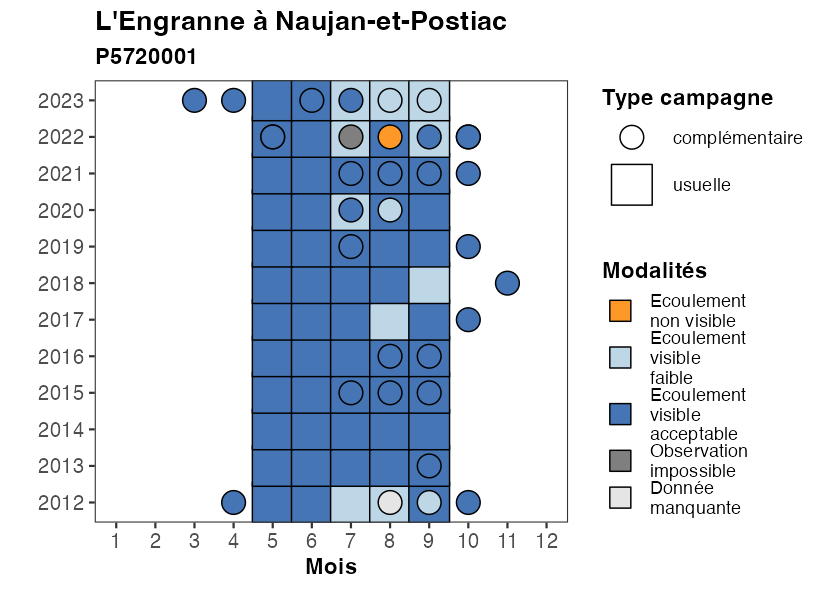 L'Engranne à Naujan-et-Postiac
P5720001
2023
2022
2021
2020
2019
2018
2017
2016
2015
2014
2013
2012
1 2 3 4 5 6 7 8 9 10 11 12
Mois
Type campagne
complémentaire
usuelle
Modalités
Ecoulement
non visible
Ecoulement
visible
faible
Ecoulement
visible
acceptable
Observation
impossible
Donnée
manquante